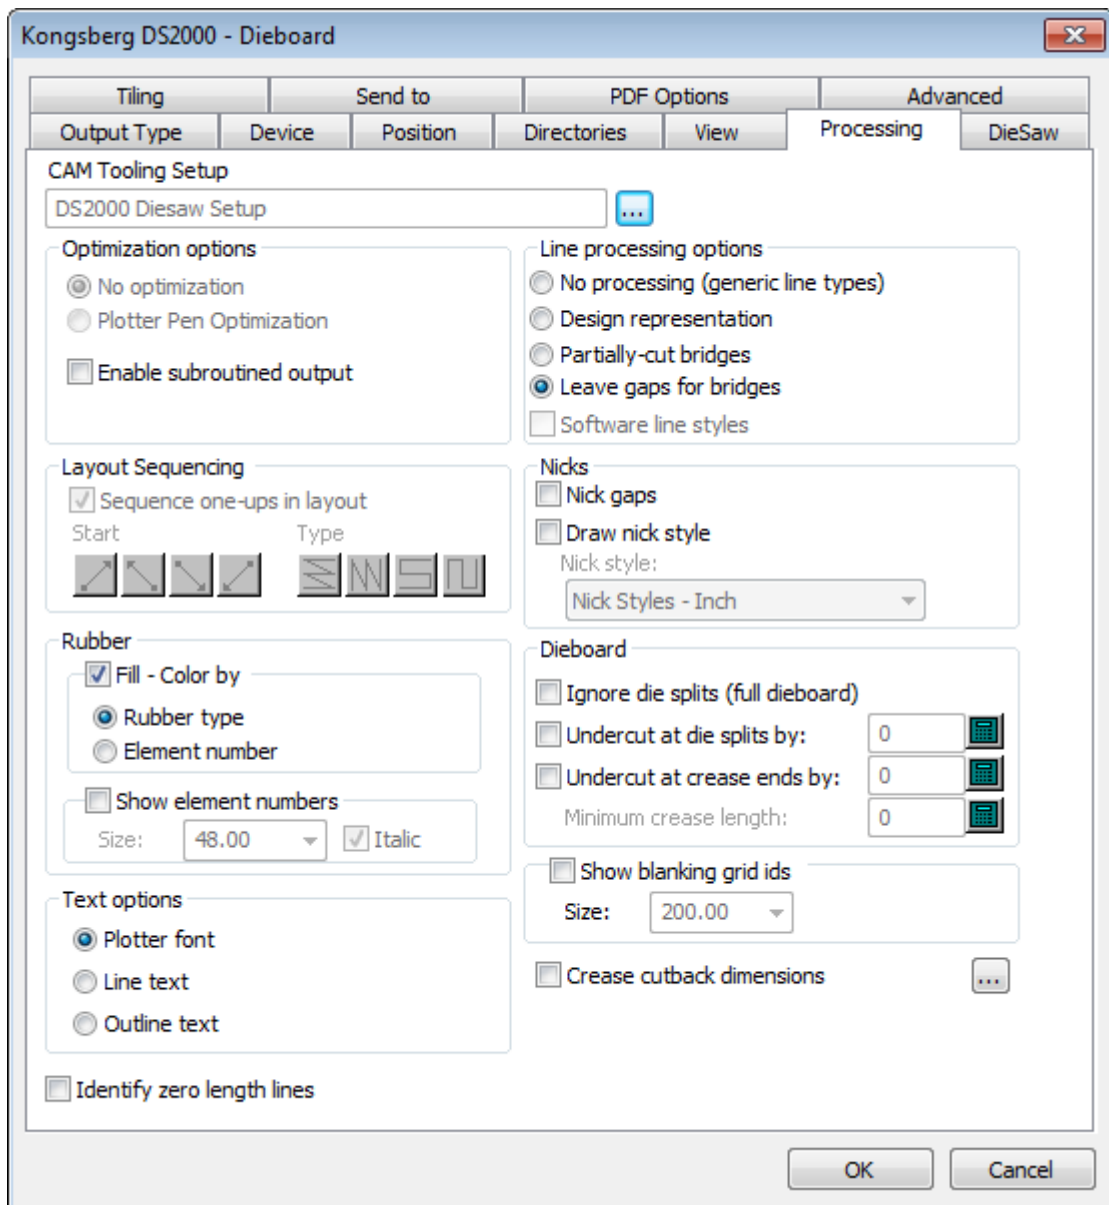 Kongsberg DS2000 - Dieboard
Tiling Send to PDF Options Advanced
Output Type Device Position Directories View Processing DieSaw
CAM Tooling Setup
DS2000 Diesaw Setup ...
Optimization options
No optimization
Plotter Pen Optimization
Enable subroutined output
Line processing options
No processing (generic line types)
Design representation
Partially-cut bridges
Leave gaps for bridges
Software line styles
Layout Sequencing
Sequence one-ups in layout
Start Type
Nicks
Nick gaps
Draw nick style
Nick style:
Nick Styles - Inch
Rubber
Fill - Color by
Rubber type
Element number
Show element numbers
Size: 48.00 Italic
Dieboard
Ignore die splits (full dieboard)
Undercut at die splits by: 0
Undercut at crease ends by: 0
Minimum crease length: 0
Show blanking grid ids
Size: 200.00
Text options
Plotter font
Line text
Outline text
Crease cutback dimensions ...
Identify zero length lines
OK Cancel